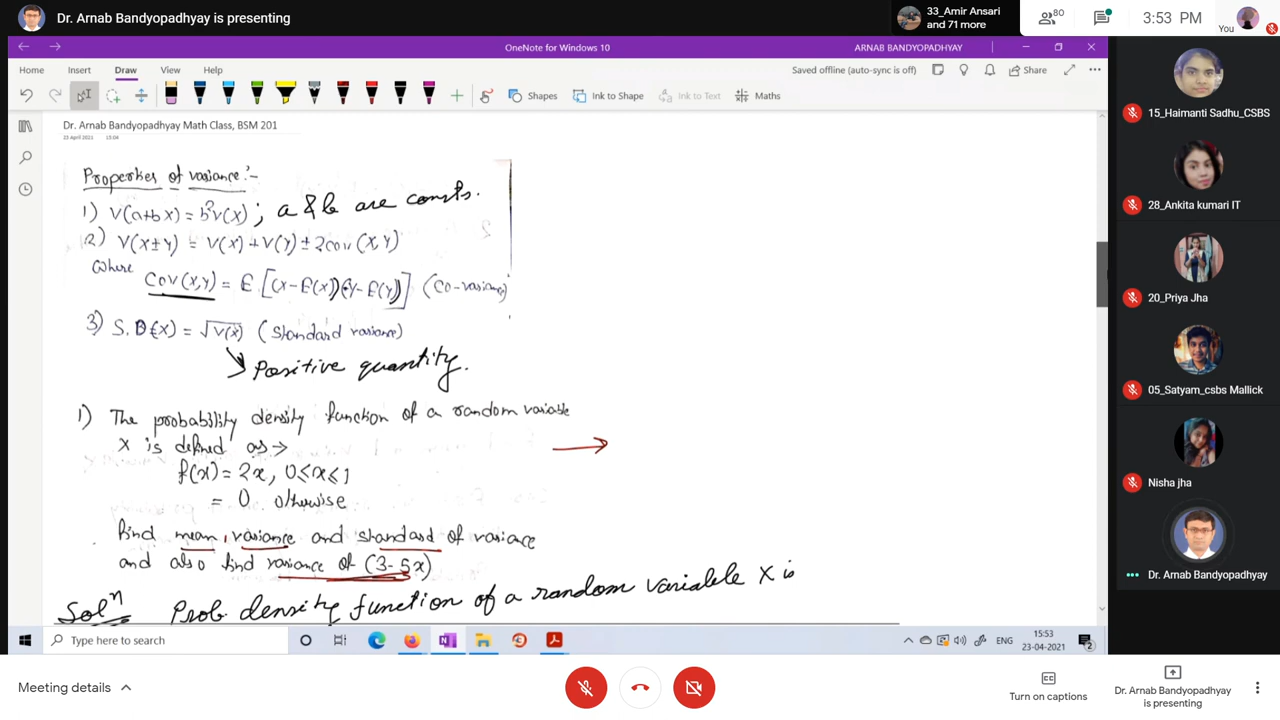 Dr. Arnab Bandyopadhyay is presenting
33_Amir Ansari
and 71 more
80
3:53 PM
You
OneNote for Windows 10
ARNAB BANDYOPADHYAY
Home Insert Draw View Help
Saved offline (auto-sync is off)
Share
Shapes
Ink to Shape
Ink to Text
Maths
Dr. Arnab Bandyopadhyay Math Class, BSM 201
23 April 2021 15:04
Properties of variance:-
1) V(a+bX) = b²V(X) ; a & b are consts.
2) V(X±Y) = V(X) + V(Y) ± 2cov(X,Y)
Where
Cov(X,Y) = E[(X-E(X))(Y-E(Y))] (Co-variance)
3) S.D(X) = √V(X) (Standard variance)
Positive quantity.
1) The probability density function of a random variable
X is defined as→
f(x) = 2x, 0<x<1
= 0 otherwise
find mean, variance and standard of variance
and also find variance of (3-5x)
Solⁿ Prob. density function of a random variable X is
15_Haimanti Sadhu_CSBS
28_Ankita kumari IT
20_Priya Jha
05_Satyam_csbs Mallick
Nisha jha
Dr. Arnab Bandyopadhyay
Type here to search
ENG
15:53
23-04-2021
2
Meeting details
Turn on captions
Dr. Arnab Bandyopadhyay
is presenting